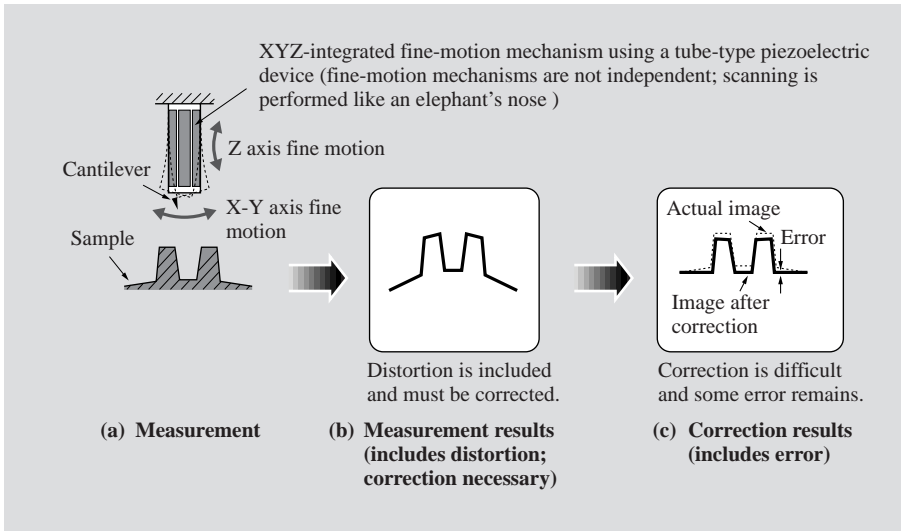 XYZ-integrated fine-motion mechanism using a tube-type piezoelectric
device (fine-motion mechanisms are not independent; scanning is
performed like an elephant's nose )
Z axis fine motion
Cantilever
X-Y axis fine
motion
Sample
Actual image
Error
Image after
correction
Distortion is included
and must be corrected.
Correction is difficult
and some error remains.
(a) Measurement
(b) Measurement results
(includes distortion;
correction necessary)
(c) Correction results
(includes error)